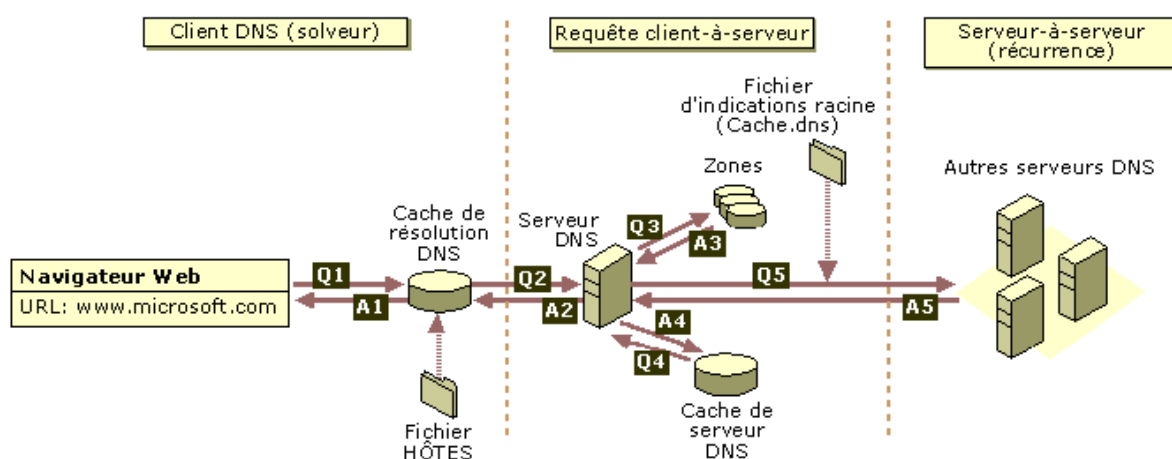 Client DNS (solveur)
Requête client-à-serveur
Serveur-à-serveur
(récurrence)
Fichier
d'indications racine
(Cache.dns)
Zones
Autres serveurs DNS
Cache de
résolution
DNS
Serveur
DNS
Q3
A3
Navigateur Web
URL: www.microsoft.com
Q1
A1
Q2
A2
Q5
A5
A4
Q4
Fichier
HÔTES
Cache de
serveur
DNS